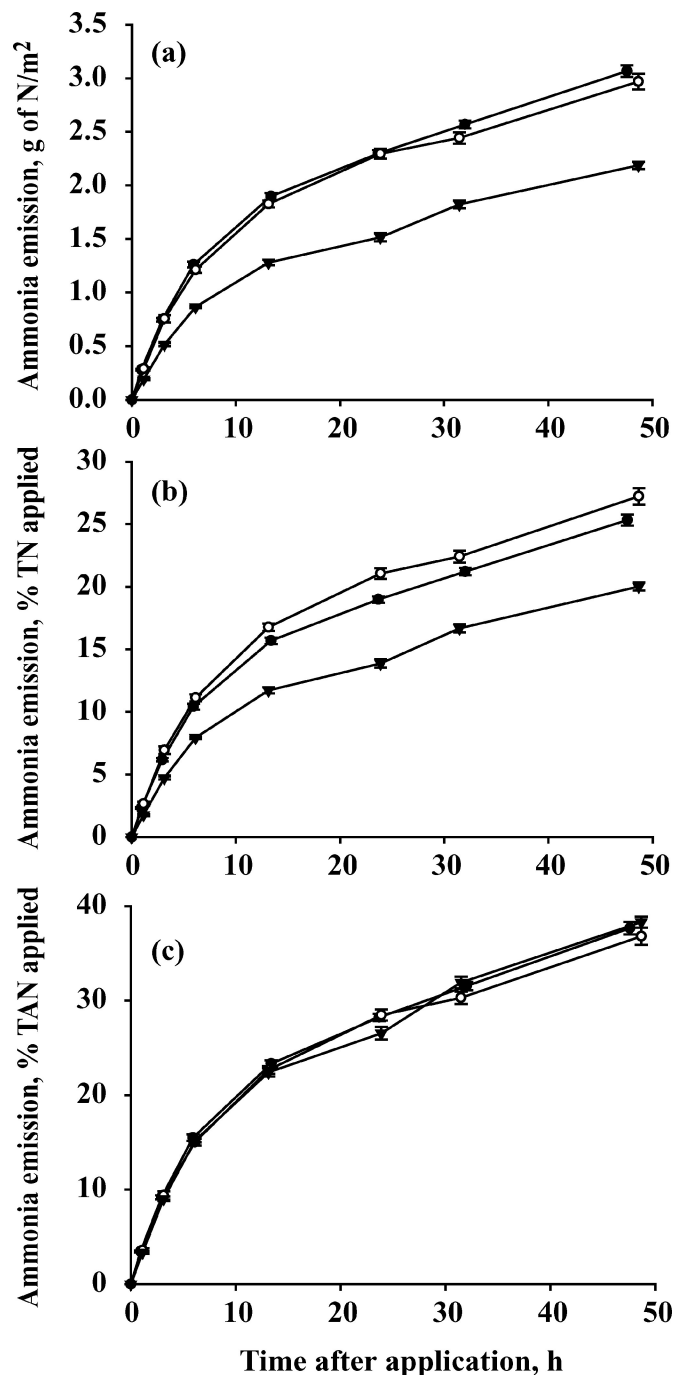 (a)
Ammonia emission, g of N/m²
3.5
3.0
2.5
2.0
1.5
1.0
0.5
0.0
0 10 20 30 40 50
(b)
Ammonia emission, % TN applied
30
25
20
15
10
5
0
0 10 20 30 40 50
(c)
Ammonia emission, % TAN applied
40
30
20
10
0
0 10 20 30 40 50
Time after application, h